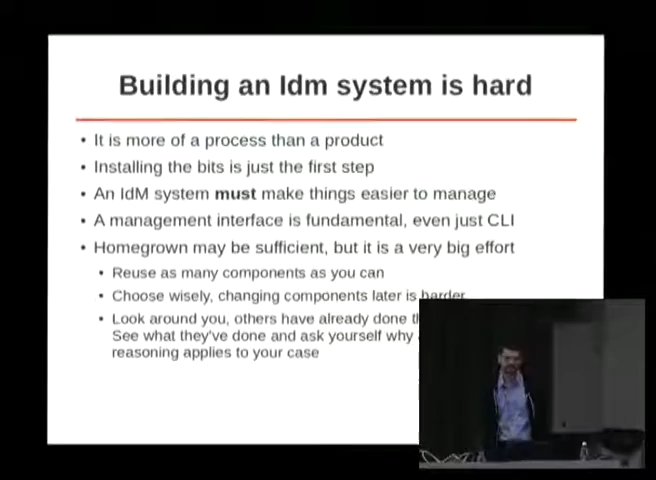 Building an Idm system is hard
• It is more of a process than a product
• Installing the bits is just the first step
• An IdM system must make things easier to manage
• A management interface is fundamental, even just CLI
• Homegrown may be sufficient, but it is a very big effort
• Reuse as many components as you can
• Choose wisely, changing components later is harder
• Look around you, others have already done
See what they've done and ask yourself why
reasoning applies to your case